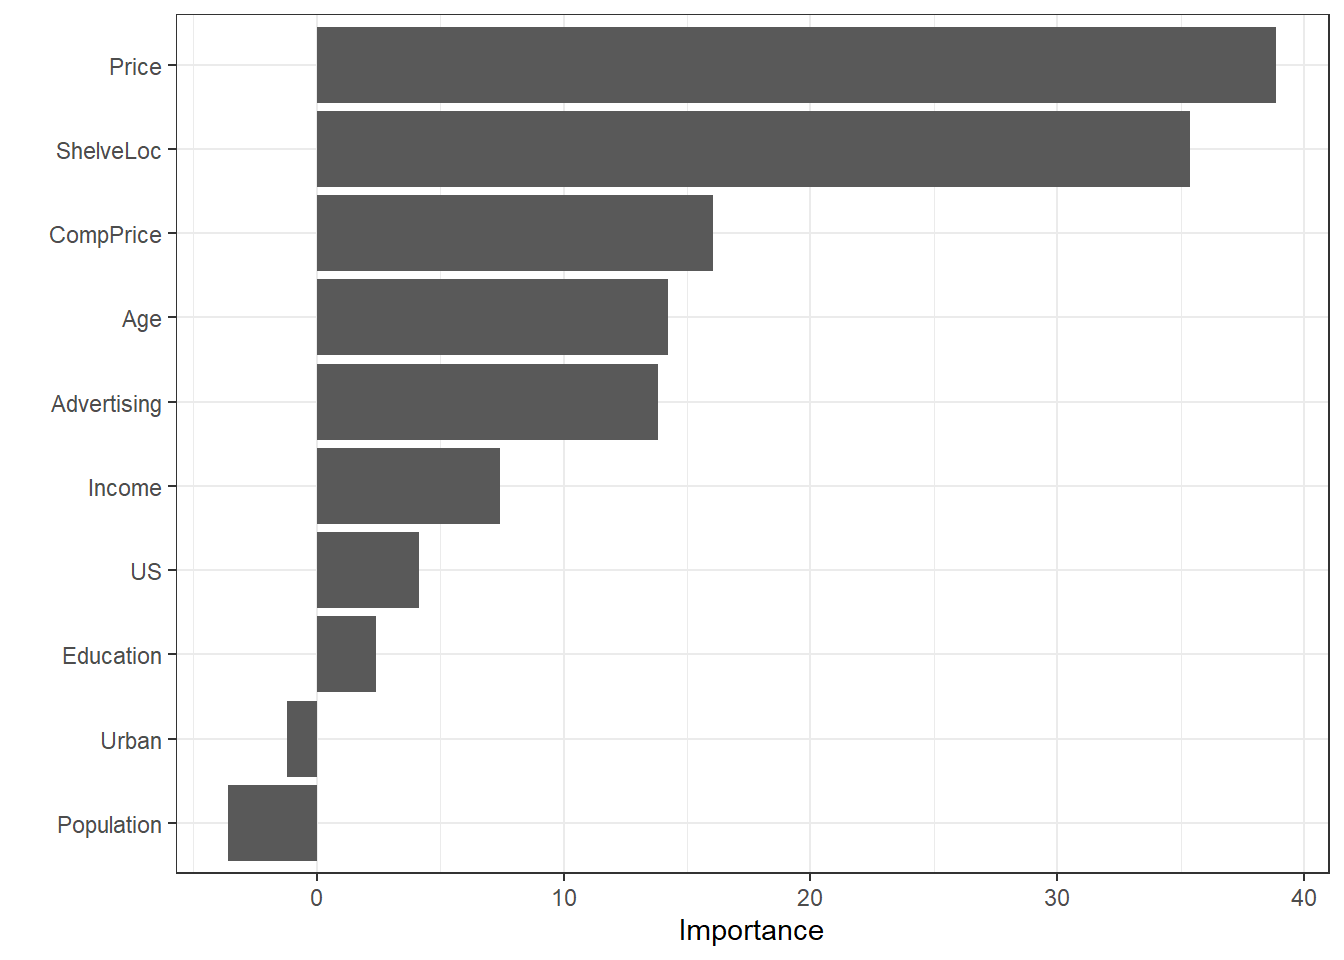 Price
ShelveLoc
CompPrice
Age
Advertising
Income
US
Education
Urban
Population
0 10 20 30 40
Importance